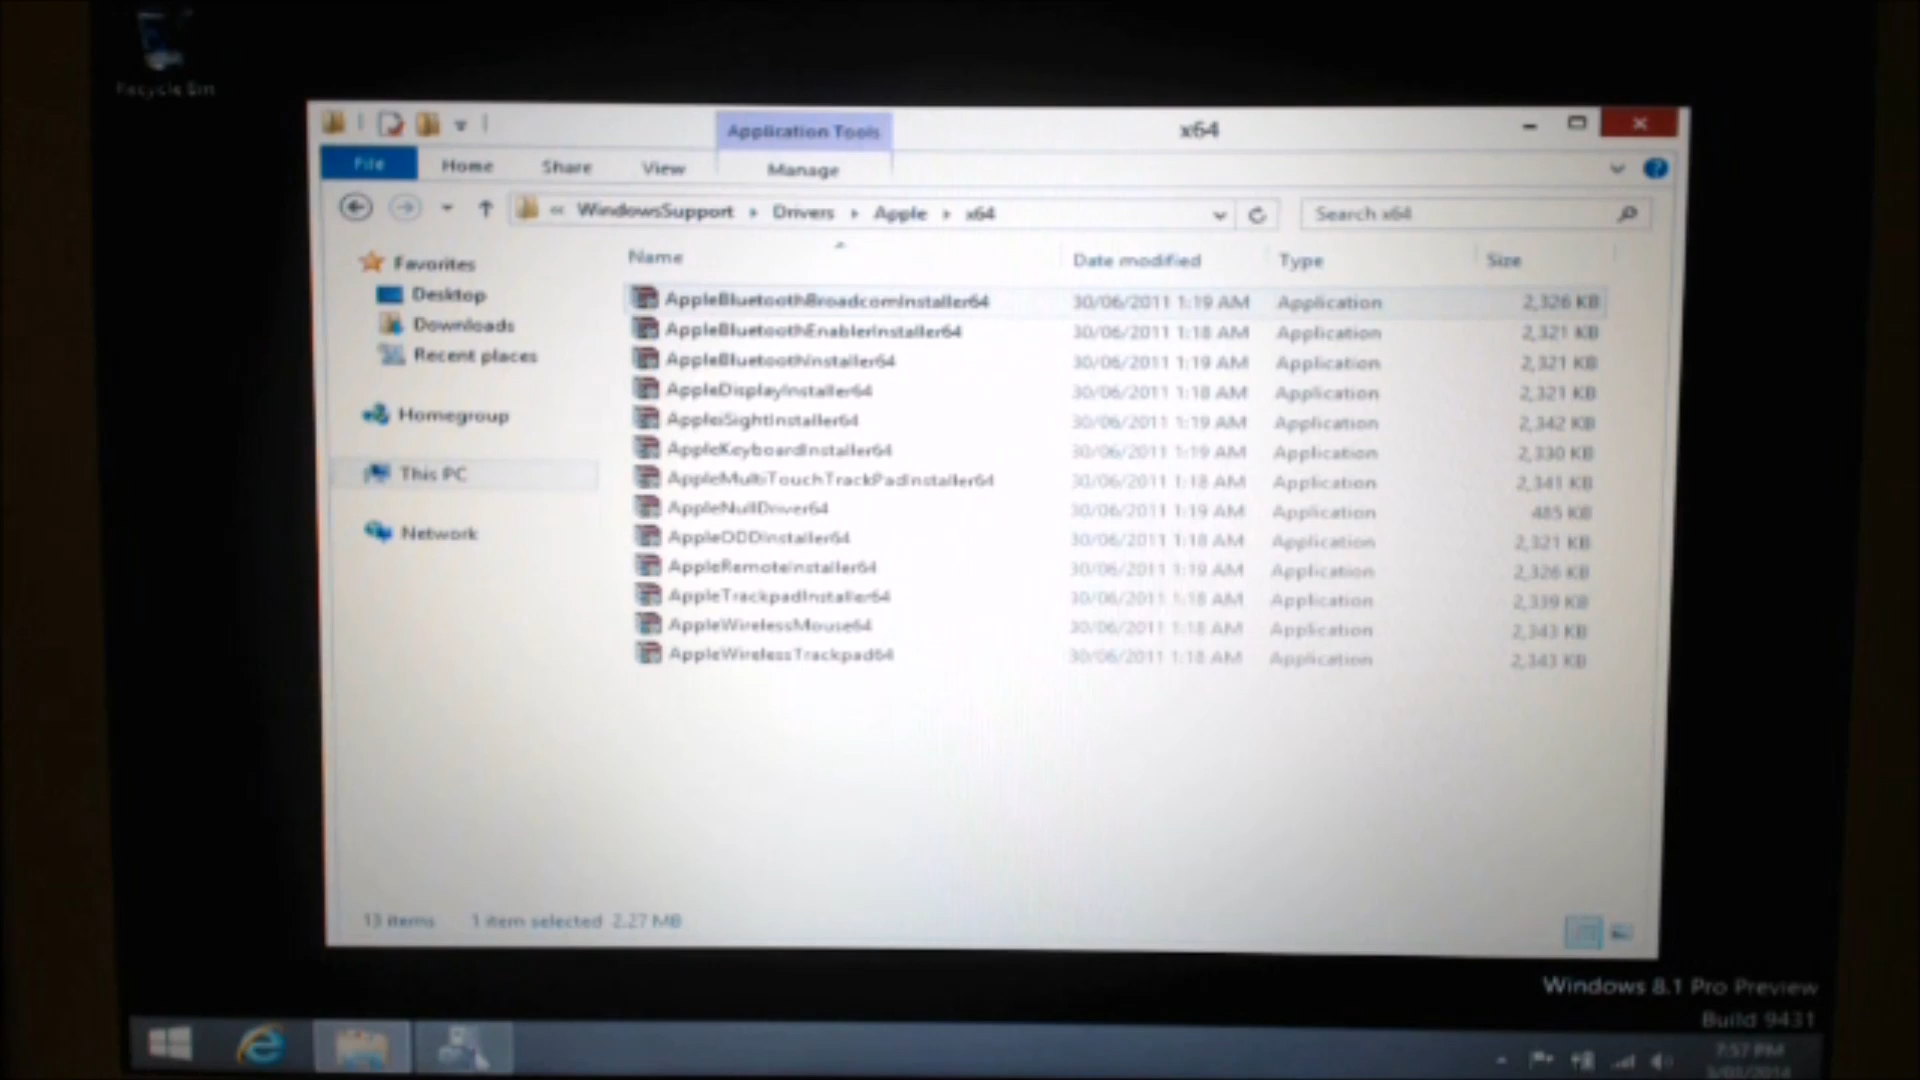 Recycle Bin
Application Tools
x64
File Home Share View Manage
« WindowsSupport Drivers Apple x64
Search x64
Name Date modified Type Size
Favorites
Desktop
Downloads
Recent places
Homegroup
This PC
Network
AppleBluetoothBroadcomInstaller64 30/06/2011 1:19 AM Application 2,326 KB
AppleBluetoothEnablerInstaller64 30/06/2011 1:18 AM Application 2,321 KB
AppleBluetoothInstaller64 30/06/2011 1:19 AM Application 2,321 KB
AppleDisplayInstaller64 30/06/2011 1:18 AM Application 2,321 KB
AppleiSightInstaller64 30/06/2011 1:19 AM Application 2,342 KB
AppleKeyboardInstaller64 30/06/2011 1:19 AM Application 2,330 KB
AppleMultiTouchTrackPadInstaller64 30/06/2011 1:18 AM Application 2,341 KB
AppleNullDriver64 30/06/2011 1:19 AM Application 485 KB
AppleODDInstaller64 30/06/2011 1:18 AM Application 2,321 KB
AppleRemoteInstaller64 30/06/2011 1:19 AM Application 2,326 KB
AppleTrackpadInstaller64 30/06/2011 1:18 AM Application 2,339 KB
AppleWirelessMouse64 30/06/2011 1:18 AM Application 2,343 KB
AppleWirelessTrackpad64 30/06/2011 1:18 AM Application 2,343 KB
13 items 1 item selected 2.27 MB
Windows 8.1 Pro Preview
Build 9431
7:57 PM